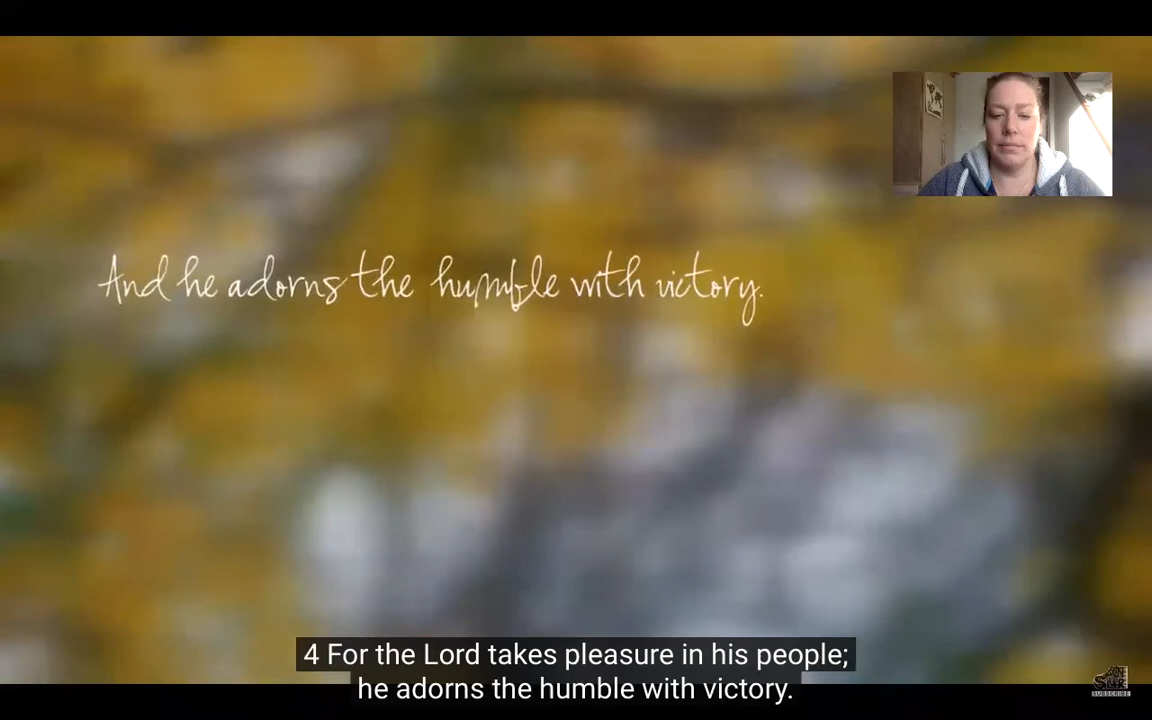 And he adorns the humble with victory.
4 For the Lord takes pleasure in his people;
he adorns the humble with victory.
SUBSCRIBE